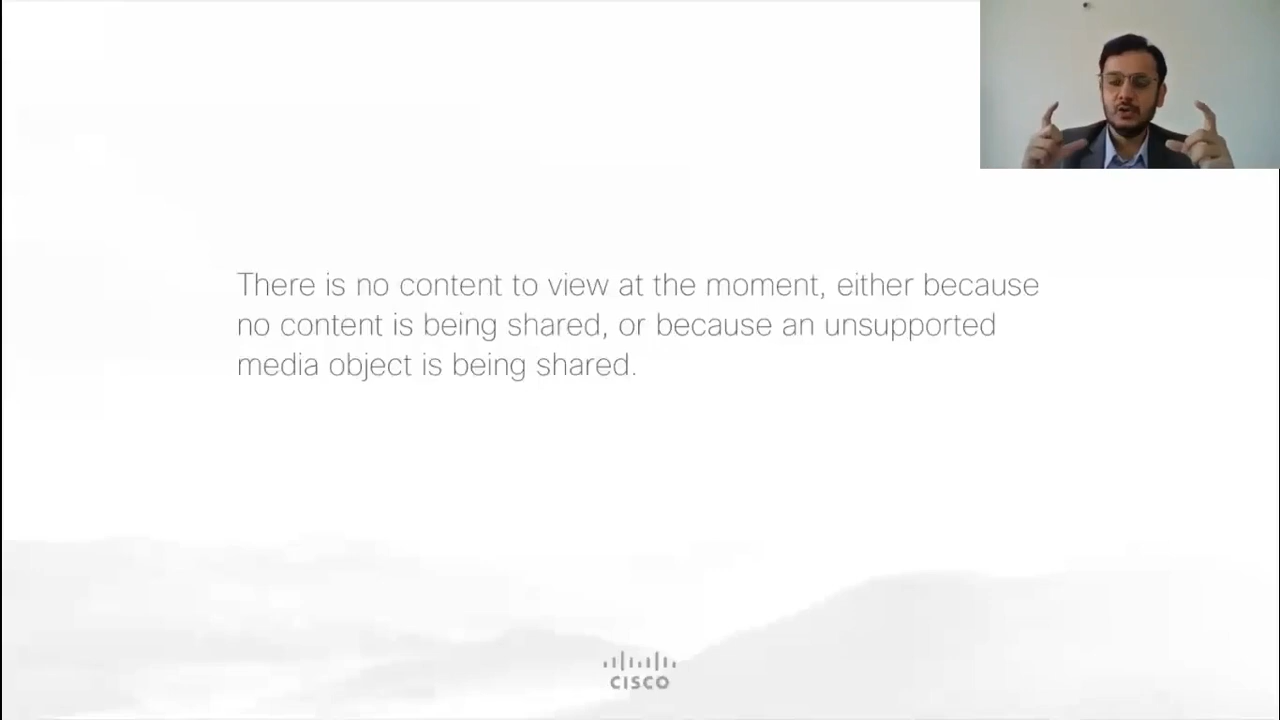 There is no content to view at the moment, either because
no content is being shared, or because an unsupported
media object is being shared.
CISCO